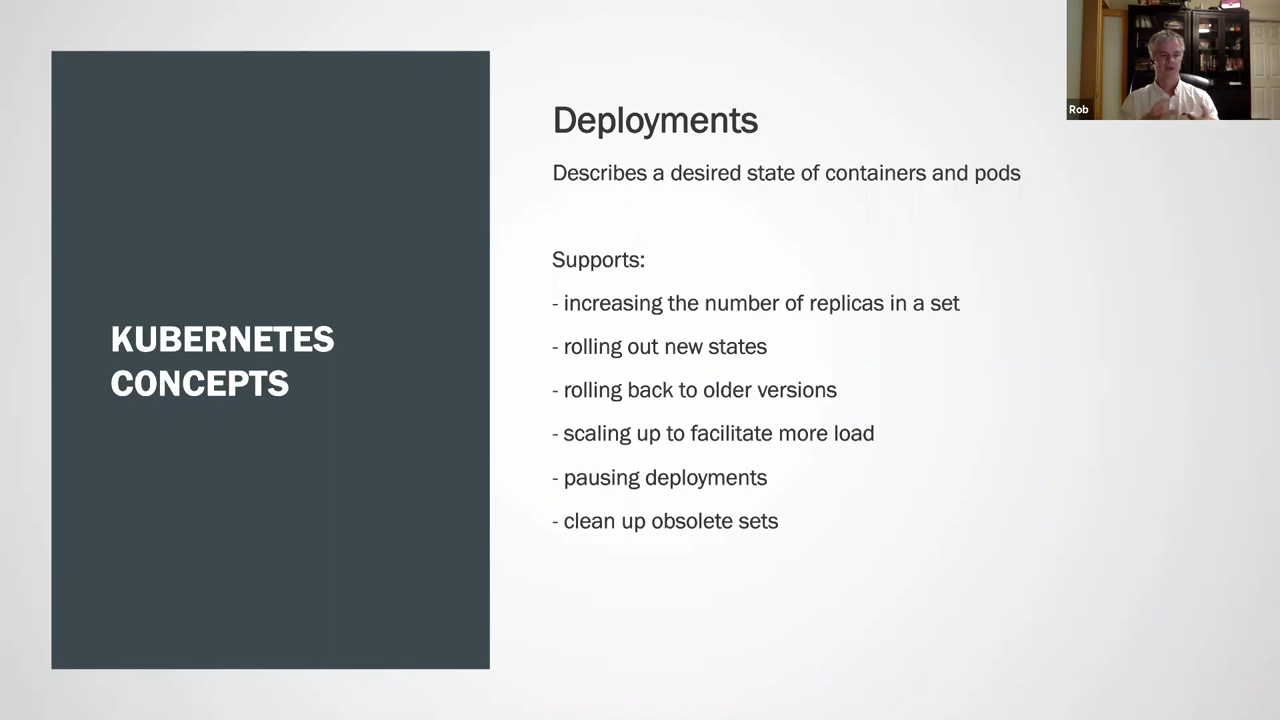 KUBERNETES
CONCEPTS
Deployments
Describes a desired state of containers and pods
Supports:
- increasing the number of replicas in a set
- rolling out new states
- rolling back to older versions
- scaling up to facilitate more load
- pausing deployments
- clean up obsolete sets
Rob